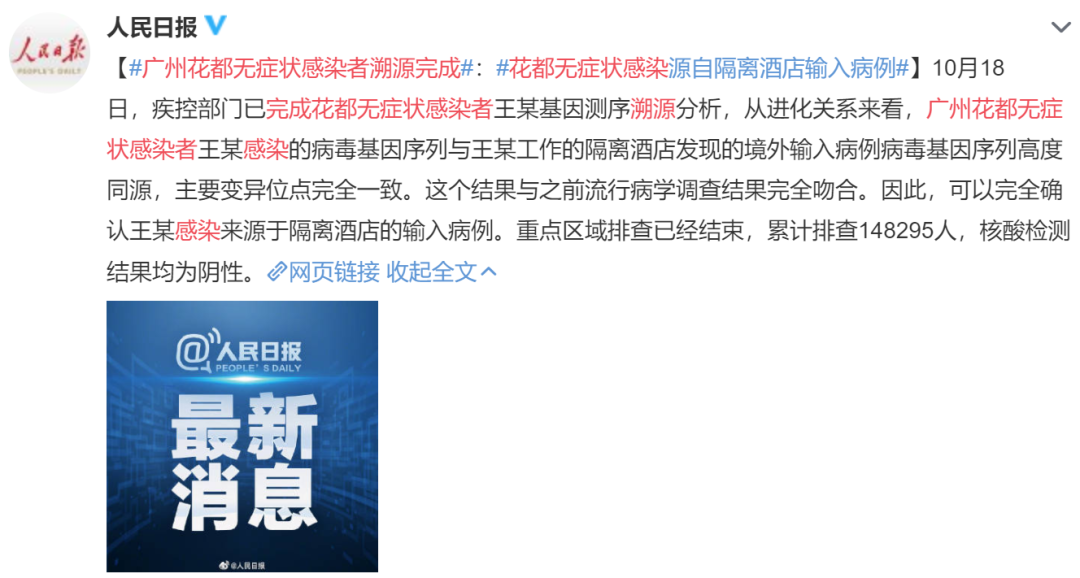 人民日报
人民日报
PEOPLE'S DAILY
【#广州花都无症状感染者溯源完成#：#花都无症状感染源自隔离酒店输入病例#】10月18
日，疾控部门已完成花都无症状感染者王某基因测序溯源分析，从进化关系来看，广州花都无症
状感染者王某感染的病毒基因序列与王某工作的隔离酒店发现的境外输入病例病毒基因序列高度
同源，主要变异位点完全一致。这个结果与之前流行病学调查结果完全吻合。因此，可以完全确
认王某感染来源于隔离酒店的输入病例。重点区域排查已经结束，累计排查148295人，核酸检测
结果均为阴性。网页链接 收起全文
@人民日报
PEOPLE'S DAILY
最新
消息
@人民日报